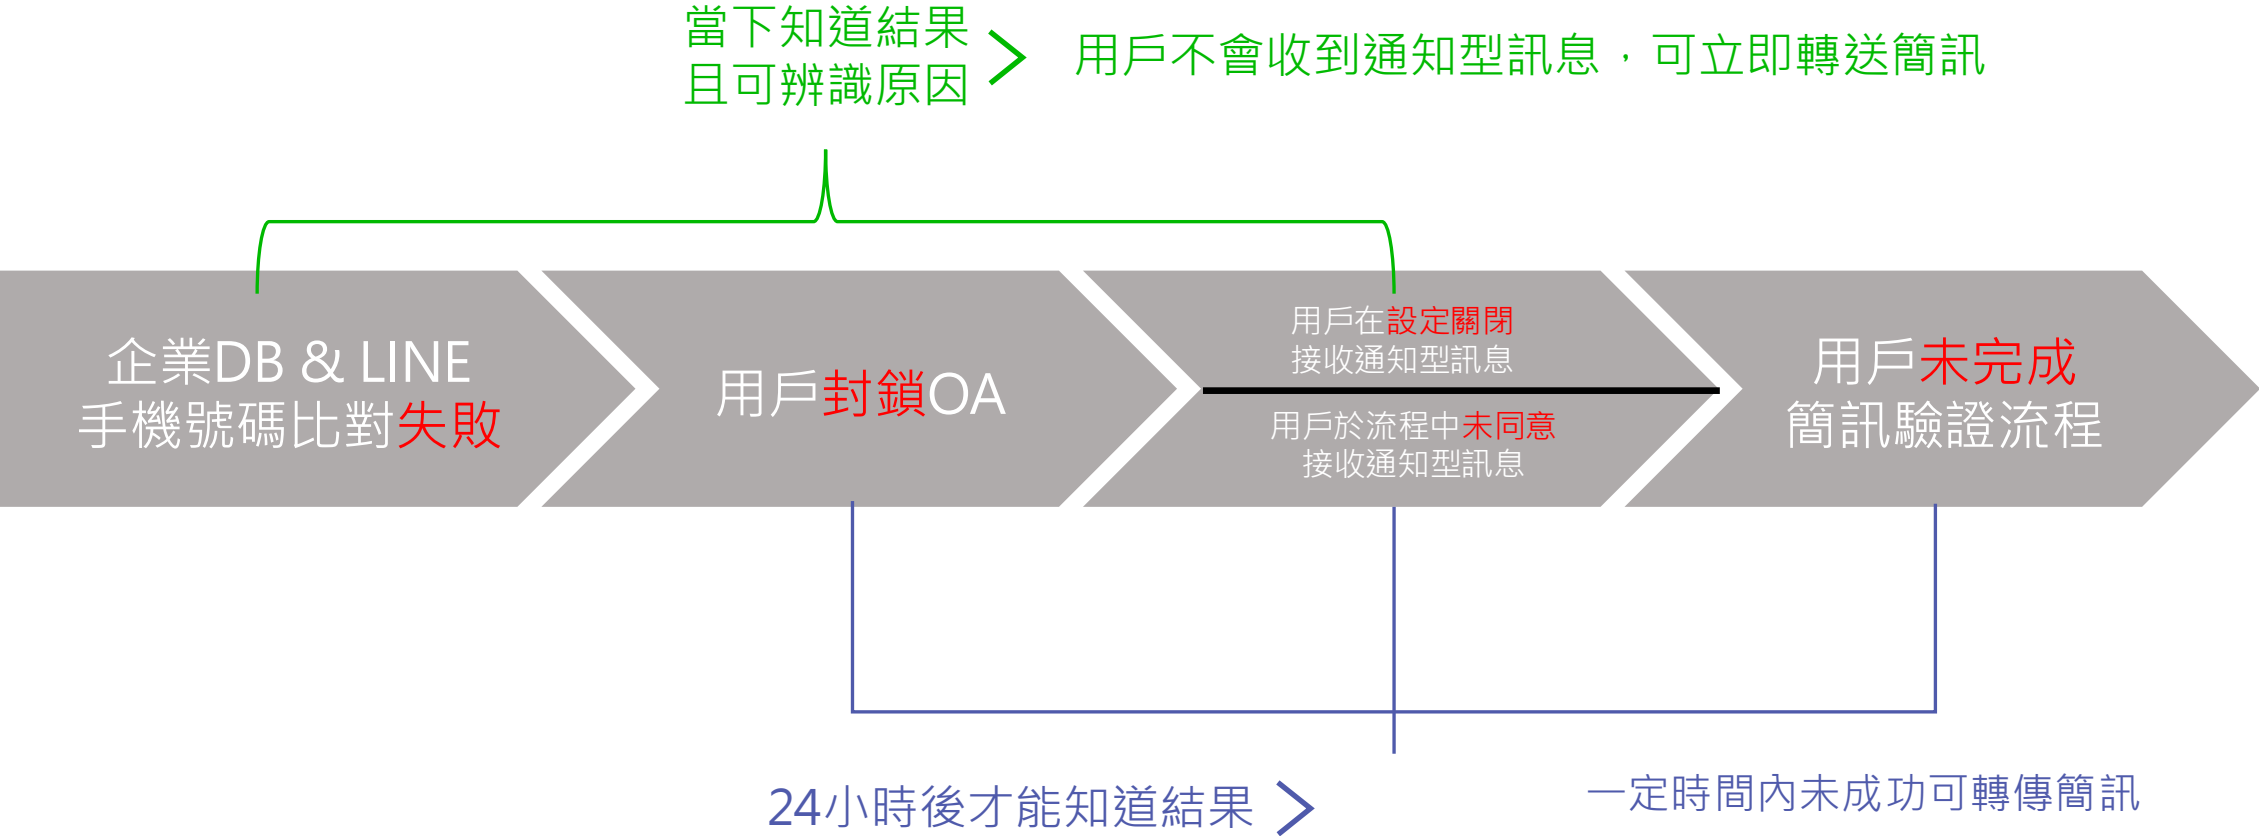 當下知道結果
且可辨識原因
用戶不會收到通知型訊息，可立即轉送簡訊
企業DB & LINE
手機號碼比對失敗
用戶封鎖OA
用戶在設定關閉
接收通知型訊息
用戶於流程中未同意
接收通知型訊息
用戶未完成
簡訊驗證流程
24小時後才能知道結果
一定時間內未成功可轉傳簡訊